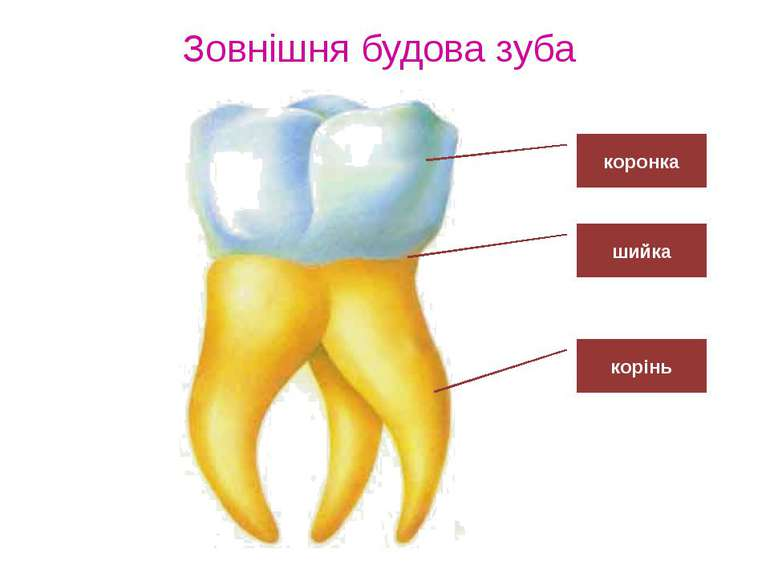 Зовнішня будова зуба
коронка
шийка
корінь